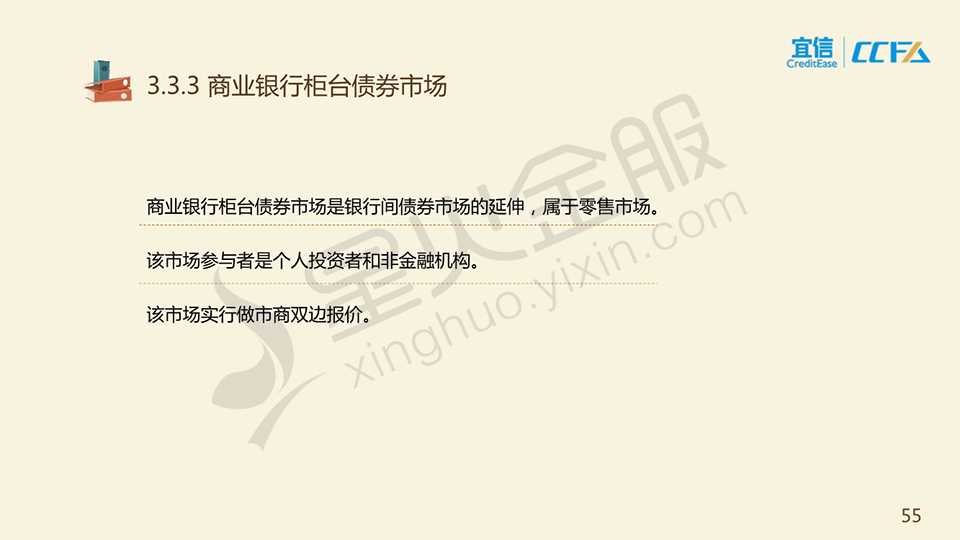 宜信
CreditEase
CCFA
3.3.3 商业银行柜台债券市场
商业银行柜台债券市场是银行间债券市场的延伸，属于零售市场。
该市场参与者是个人投资者和非金融机构。
该市场实行做市商双边报价。
星火金服
xinghuo.yixin.com
55